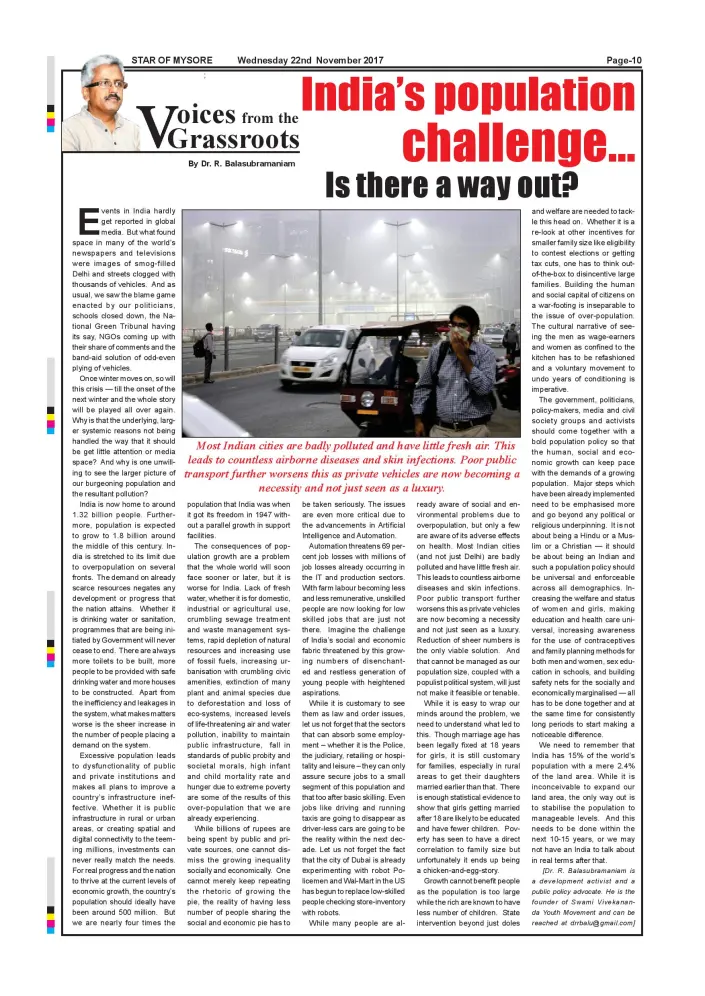 STAR OF MYSORE Wednesday 22nd November 2017 Page-10
Voices from the
Grassroots
By Dr. R. Balasubramaniam
India's population
challenge...
Is there a way out?
Events in India hardly
get reported in global
media. But what found
space in many of the world's
newspapers and televisions
were images of smog-filled
Delhi and streets clogged with
thousands of vehicles. And as
usual, we saw the blame game
enacted by our politicians,
schools closed down, the Na-
tional Green Tribunal having
its say, NGOs coming up with
their share of comments and the
band-aid solution of odd-even
plying of vehicles.
Once winter moves on, so will
this crisis — till the onset of the
next winter and the whole story
will be played all over again.
Why is that the underlying, larg-
er systemic reasons not being
handled the way that it should
be get little attention or media
space? And why is one unwill-
ing to see the larger picture of
our burgeoning population and
the resultant pollution?
India is now home to around
1.32 billion people. Further-
more, population is expected
to grow to 1.8 billion around
the middle of this century. In-
dia is stretched to its limit due
to overpopulation on several
fronts. The demand on already
scarce resources negates any
development or progress that
the nation attains. Whether it
is drinking water or sanitation,
programmes that are being ini-
tiated by Government will never
cease to end. There are always
more toilets to be built, more
people to be provided with safe
drinking water and more houses
to be constructed. Apart from
the inefficiency and leakages in
the system, what makes matters
worse is the sheer increase in
the number of people placing a
demand on the system.
Excessive population leads
to dysfunctionality of public
and private institutions and
makes all plans to improve a
country's infrastructure inef-
fective. Whether it is public
infrastructure in rural or urban
areas, or creating spatial and
digital connectivity to the teem-
ing millions, investments can
never really match the needs.
For real progress and the nation
to thrive at the current levels of
economic growth, the country's
population should ideally have
been around 500 million. But
we are nearly four times the
Most Indian cities are badly polluted and have little fresh air. This
leads to countless airborne diseases and skin infections. Poor public
transport further worsens this as private vehicles are now becoming a
necessity and not just seen as a luxury.
population that India was when
it got its freedom in 1947 with-
out a parallel growth in support
facilities.
The consequences of pop-
ulation growth are a problem
that the whole world will soon
face sooner or later, but it is
worse for India. Lack of fresh
water, whether it is for domestic,
industrial or agricultural use,
crumbling sewage treatment
and waste management sys-
tems, rapid depletion of natural
resources and increasing use
of fossil fuels, increasing ur-
banisation with crumbling civic
amenities, extinction of many
plant and animal species due
to deforestation and loss of
eco-systems, increased levels
of life-threatening air and water
pollution, inability to maintain
public infrastructure, fall in
standards of public probity and
societal morals, high infant
and child mortality rate and
hunger due to extreme poverty
are some of the results of this
over-population that we are
already experiencing.
While billions of rupees are
being spent by public and pri-
vate sources, one cannot dis-
miss the growing inequality
socially and economically. One
cannot merely keep repeating
the rhetoric of growing the
pie, the reality of having less
number of people sharing the
social and economic pie has to
be taken seriously. The issues
are even more critical due to
the advancements in Artificial
Intelligence and Automation.
Automation threatens 69 per-
cent job losses with millions of
job losses already occurring in
the IT and production sectors.
With farm labour becoming less
and less remunerative, unskilled
people are now looking for low
skilled jobs that are just not
there. Imagine the challenge
of India's social and economic
fabric threatened by this grow-
ing numbers of disenchant-
ed and restless generation of
young people with heightened
aspirations.
While it is customary to see
them as law and order issues,
let us not forget that the sectors
that can absorb some employ-
ment – whether it is the Police,
the judiciary, retailing or hospi-
tality and leisure – they can only
assure secure jobs to a small
segment of this population and
that too after basic skilling. Even
jobs like driving and running
taxis are going to disappear as
driver-less cars are going to be
the reality within the next dec-
ade. Let us not forget the fact
that the city of Dubai is already
experimenting with robot Po-
licemen and Wal-Mart in the US
has begun to replace low-skilled
people checking store-inventory
with robots.
While many people are al-
ready aware of social and en-
vironmental problems due to
overpopulation, but only a few
are aware of its adverse effects
on health. Most Indian cities
(and not just Delhi) are badly
polluted and have little fresh air.
This leads to countless airborne
diseases and skin infections.
Poor public transport further
worsens this as private vehicles
are now becoming a necessity
and not just seen as a luxury.
Reduction of sheer numbers is
the only viable solution. And
that cannot be managed as our
population size, coupled with a
populist political system, will just
not make it feasible or tenable.
While it is easy to wrap our
minds around the problem, we
need to understand what led to
this. Though marriage age has
been legally fixed at 18 years
for girls, it is still customary
for families, especially in rural
areas to get their daughters
married earlier than that. There
is enough statistical evidence to
show that girls getting married
after 18 are likely to be educated
and have fewer children. Pov-
erty has seen to have a direct
correlation to family size but
unfortunately it ends up being
a chicken-and-egg-story.
Growth cannot benefit people
as the population is too large
while the rich are known to have
less number of children. State
intervention beyond just doles
and welfare are needed to tack-
le this head on. Whether it is a
re-look at other incentives for
smaller family size like eligibility
to contest elections or getting
tax cuts, one has to think out-
of-the-box to disincentive large
families. Building the human
and social capital of citizens on
a war-footing is inseparable to
the issue of over-population.
The cultural narrative of see-
ing the men as wage-earners
and women as confined to the
kitchen has to be refashioned
and a voluntary movement to
undo years of conditioning is
imperative.
The government, politicians,
policy-makers, media and civil
society groups and activists
should come together with a
bold population policy so that
the human, social and eco-
nomic growth can keep pace
with the demands of a growing
population. Major steps which
have been already implemented
need to be emphasised more
and go beyond any political or
religious underpinning. It is not
about being a Hindu or a Mus-
lim or a Christian — it should
be about being an Indian and
such a population policy should
be universal and enforceable
across all demographics. In-
creasing the welfare and status
of women and girls, making
education and health care uni-
versal, increasing awareness
for the use of contraceptives
and family planning methods for
both men and women, sex edu-
cation in schools, and building
safety nets for the socially and
economically marginalised — all
has to be done together and at
the same time for consistently
long periods to start making a
noticeable difference.
We need to remember that
India has 15% of the world's
population with a mere 2.4%
of the land area. While it is
inconceivable to expand our
land area, the only way out is
to stabilise the population to
manageable levels. And this
needs to be done within the
next 10-15 years, or we may
not have an India to talk about
in real terms after that.
[Dr. R. Balasubramaniam is
a development activist and a
public policy advocate. He is the
founder of Swami Vivekanan-
da Youth Movement and can be
reached at drrbalu@gmail.com]